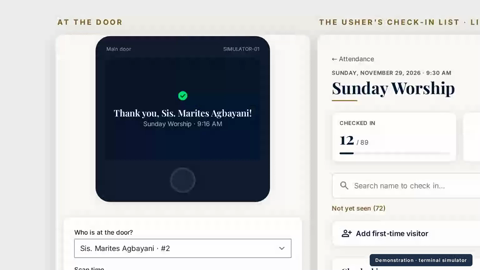 AT THE DOOR
Main door
SIMULATOR-01
Thank you, Sis. Marites Agbayani!
Sunday Worship · 9:16 AM
Who is at the door?
Sis. Marites Agbayani · #2
Scan time
THE USHER'S CHECK-IN LIST · LI
← Attendance
SUNDAY, NOVEMBER 29, 2026 · 9:30 AM
Sunday Worship
CHECKED IN
12 / 89
Search name to check in...
Not yet seen (72)
Add first-time visitor
Demonstration · terminal simulator